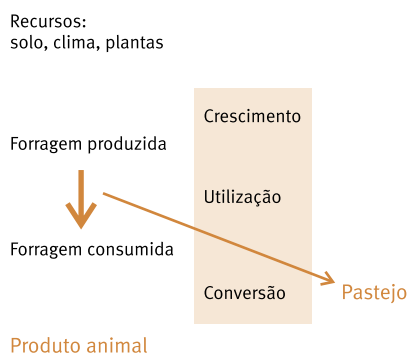 Recursos:
solo, clima, plantas
Crescimento
Forragem produzida
Utilização
Forragem consumida
Conversão
Pastejo
Produto animal